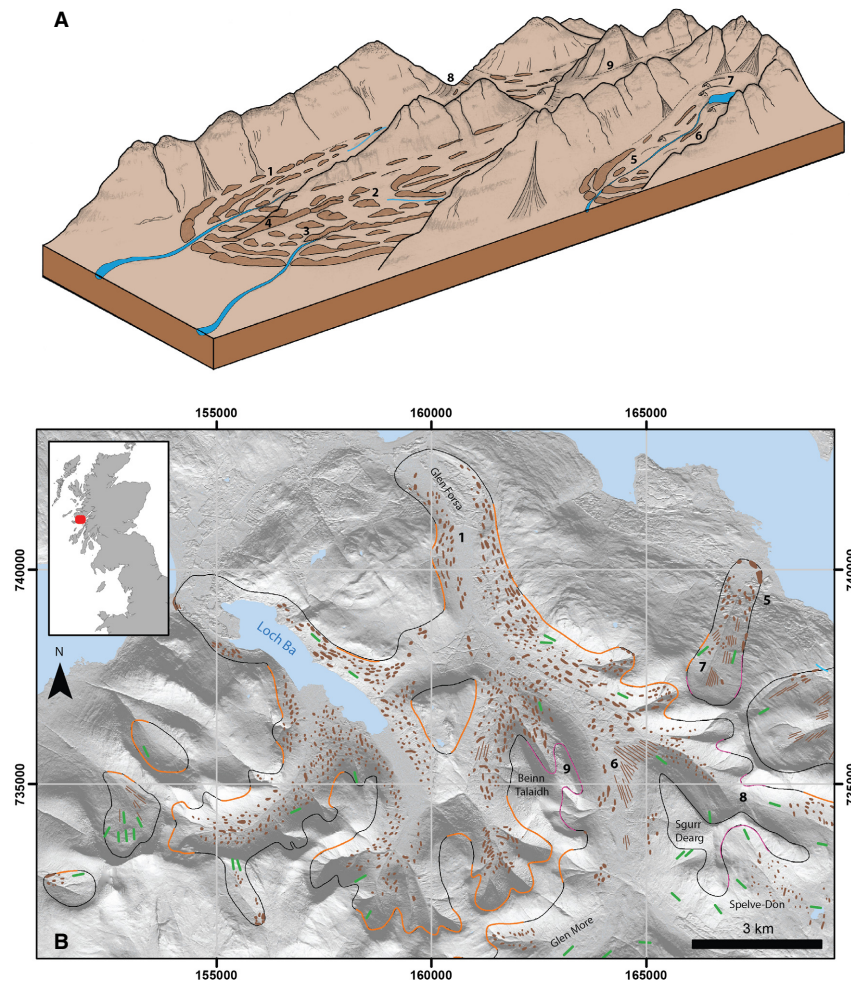 A
8
9
7
1
6
5
2
4
3
155000
160000
165000
Glen Forsa
1
740000
740000
5
Loch Ba
N
7
735000
735000
9
6
Beinn
Talaidh
8
Sgurr
Dearg
Spelve-Don
Glen More
3 km
B
155000
160000
165000